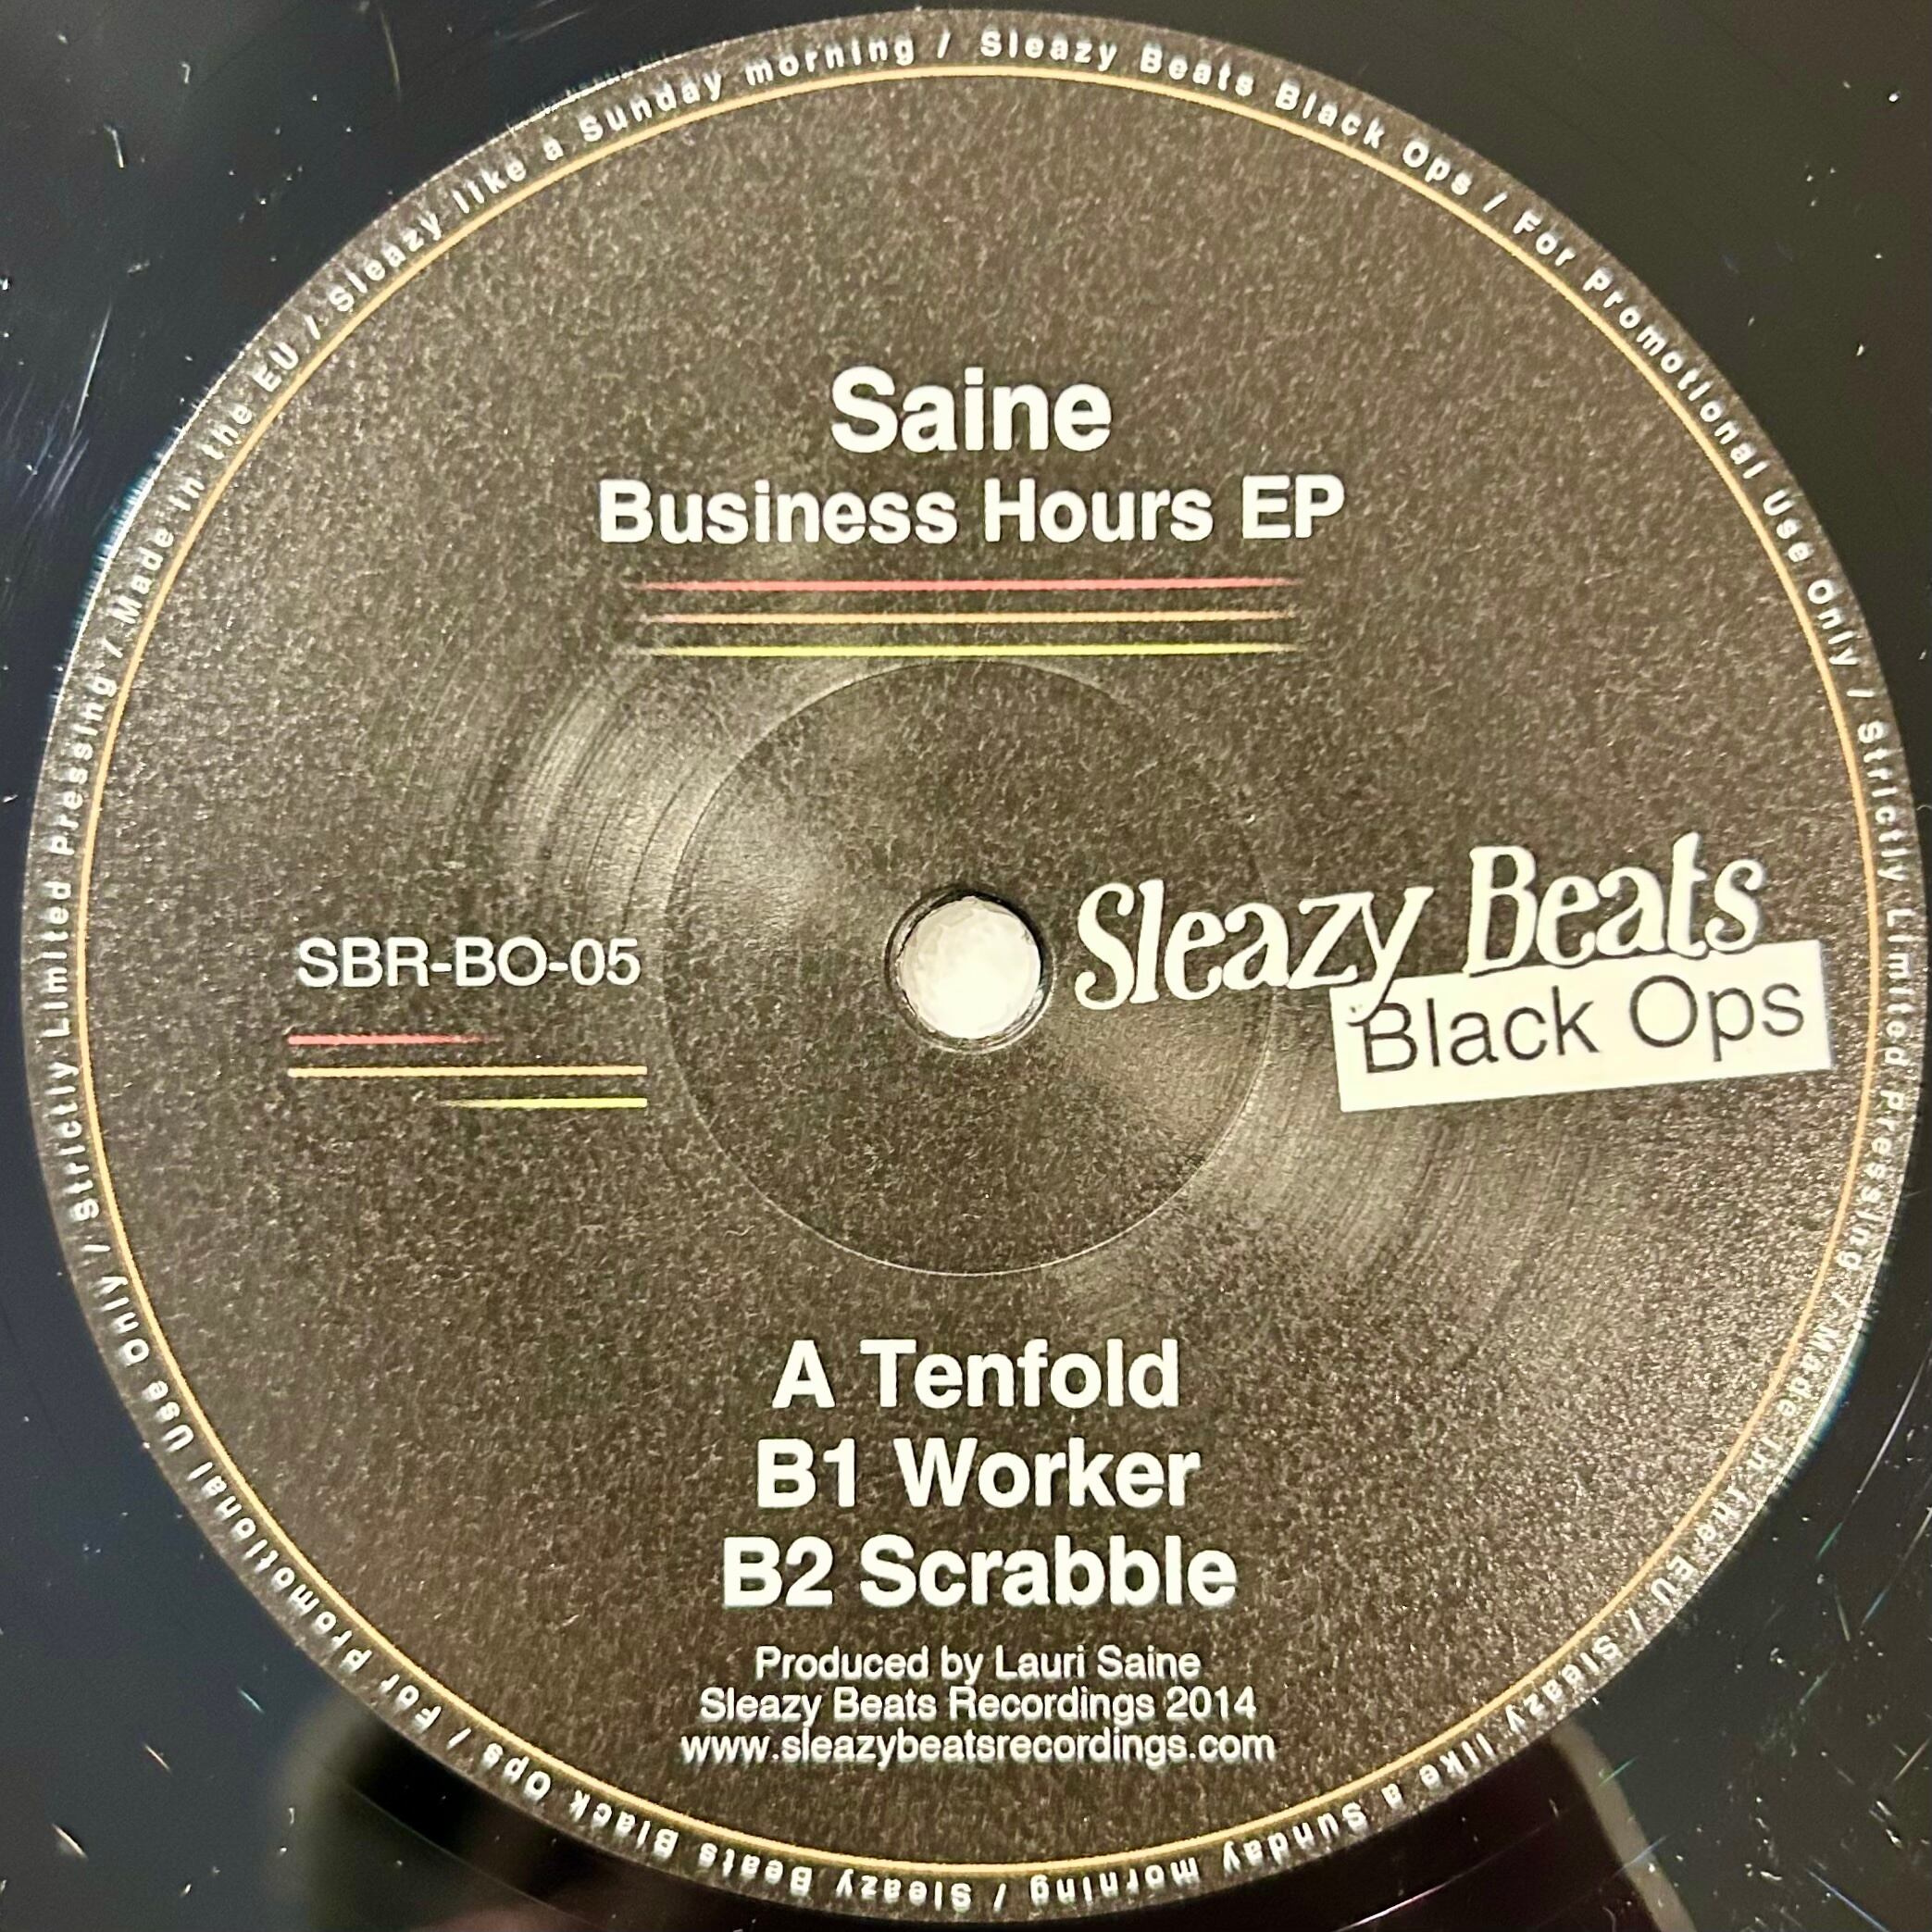 Saine
Business Hours EP
SBR-BO-05
Sleazy Beats
Black Ops
A Tenfold
B1 Worker
B2 Scrabble
Produced by Lauri Saine
Sleazy Beats Recordings 2014
www.sleazybeatsrecordings.com
Sleazy Beats Black Ops / For Promotional Use Only / Strictly Limited Pressing / Made in the EU / Sleazy like a Sunday morning / Sleazy Beats Black Ops / For Promotional Use Only / Strictly Limited Pressing / Made in the EU / Sleazy like a Sunday morning /